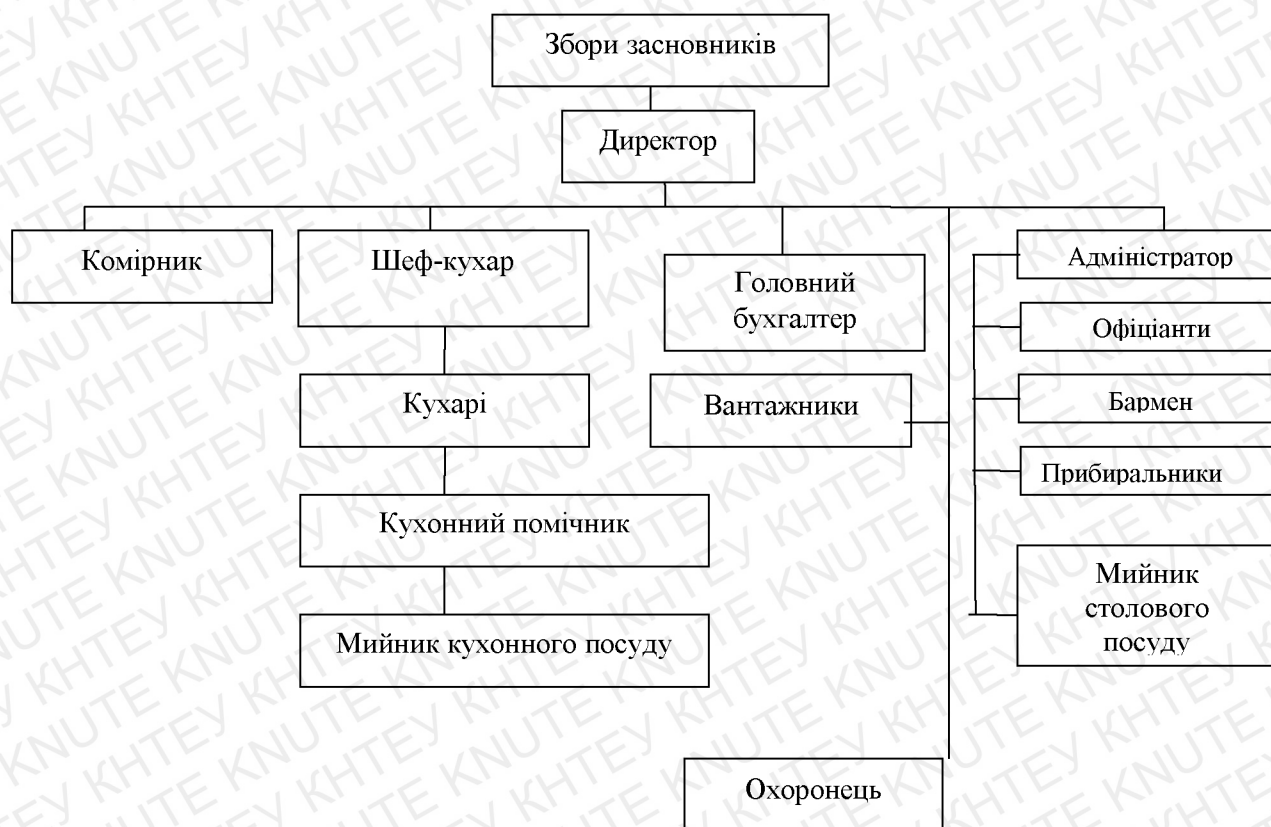 Збори засновників
Директор
Комірник
Шеф-кухар
Головний
бухгалтер
Адміністратор
Офіціанти
Кухарі
Вантажники
Бармен
Прибиральники
Кухонний помічник
Мийник
столового
посуду
Мийник кухонного посуду
Охоронець